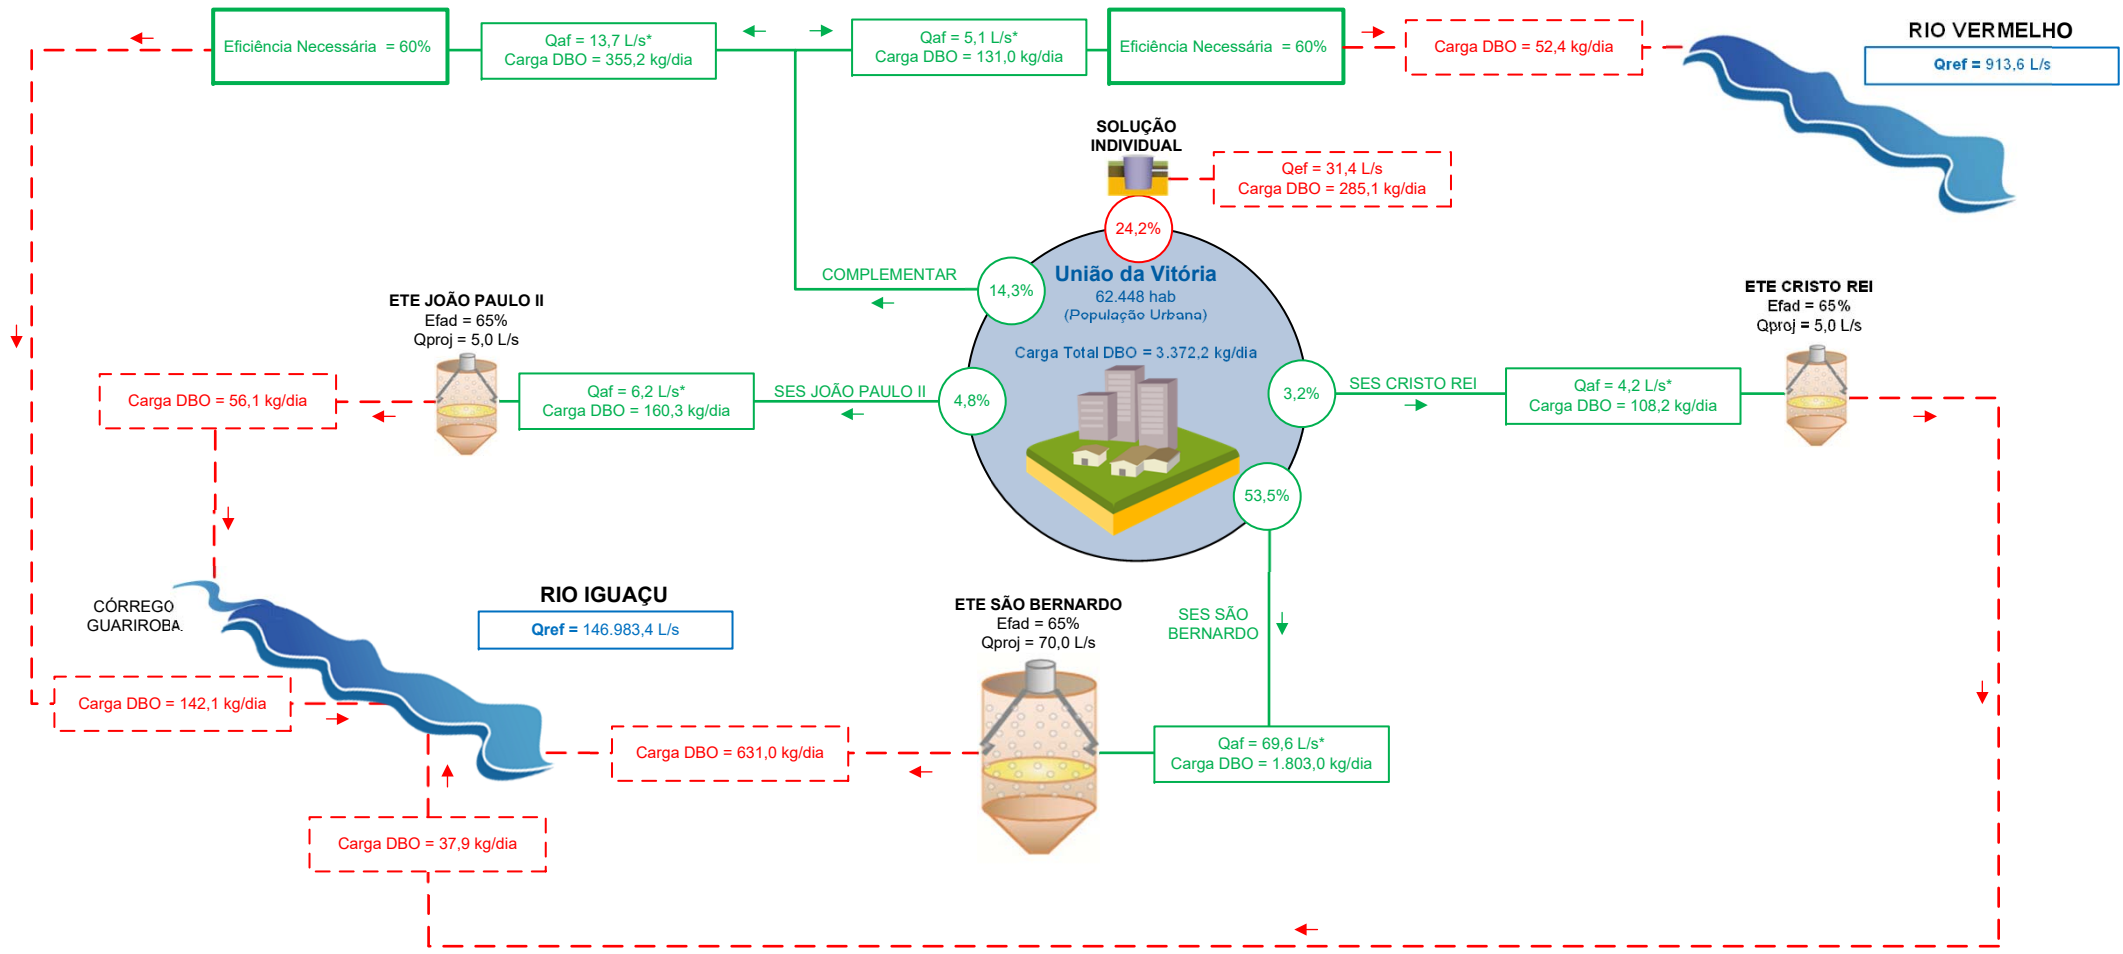 Eficiência Necessária = 60%
Qaf = 13,7 L/s*
Carga DBO = 355,2 kg/dia
Qaf = 5,1 L/s*
Carga DBO = 131,0 kg/dia
Eficiência Necessária = 60%
Carga DBO = 52,4 kg/dia
RIO VERMELHO
Qref = 913,6 L/s
SOLUÇÃO
INDIVIDUAL
Qef = 31,4 L/s
Carga DBO = 285,1 kg/dia
24,2%
COMPLEMENTAR
14,3%
União da Vitória
62.448 hab
(População Urbana)
Carga Total DBO = 3.372,2 kg/dia
ETE JOÃO PAULO II
Efad = 65%
Qproj = 5,0 L/s
ETE CRISTO REI
Efad = 65%
Qproj = 5,0 L/s
Carga DBO = 56,1 kg/dia
Qaf = 6,2 L/s*
Carga DBO = 160,3 kg/dia
SES JOÃO PAULO II
4,8%
3,2%
SES CRISTO REI
Qaf = 4,2 L/s*
Carga DBO = 108,2 kg/dia
53,5%
CÓRREGO
GUARIROBA.
RIO IGUAÇU
Qref = 146.983,4 L/s
ETE SÃO BERNARDO
Efad = 65%
Qproj = 70,0 L/s
SES SÃO
BERNARDO
Carga DBO = 142,1 kg/dia
Carga DBO = 631,0 kg/dia
Qaf = 69,6 L/s*
Carga DBO = 1.803,0 kg/dia
Carga DBO = 37,9 kg/dia